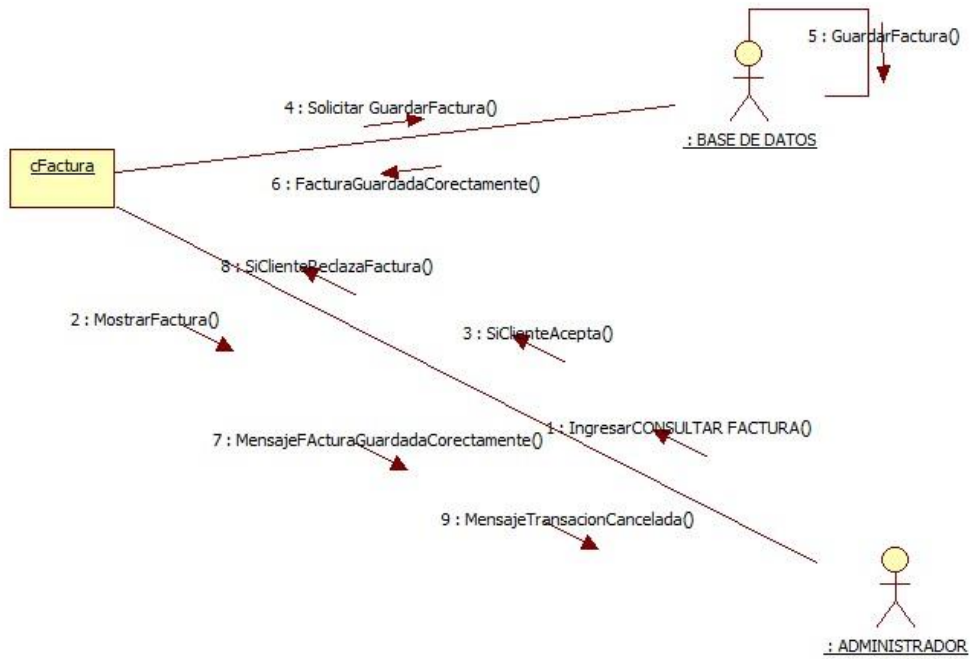 5 : GuardarFactura()
4 : Solicitar GuardarFactura()
: BASE DE DATOS
cFactura
6 : FacturaGuardadaCorectamente()
8 : SiClienteReclazaFactura()
2 : MostrarFactura()
3 : SiClienteAcepta()
1 : IngresarCONSULTAR FACTURA()
7 : MensajeFActuraGuardadaCorectamente()
9 : MensajeTransacionCancelada()
: ADMINISTRADOR